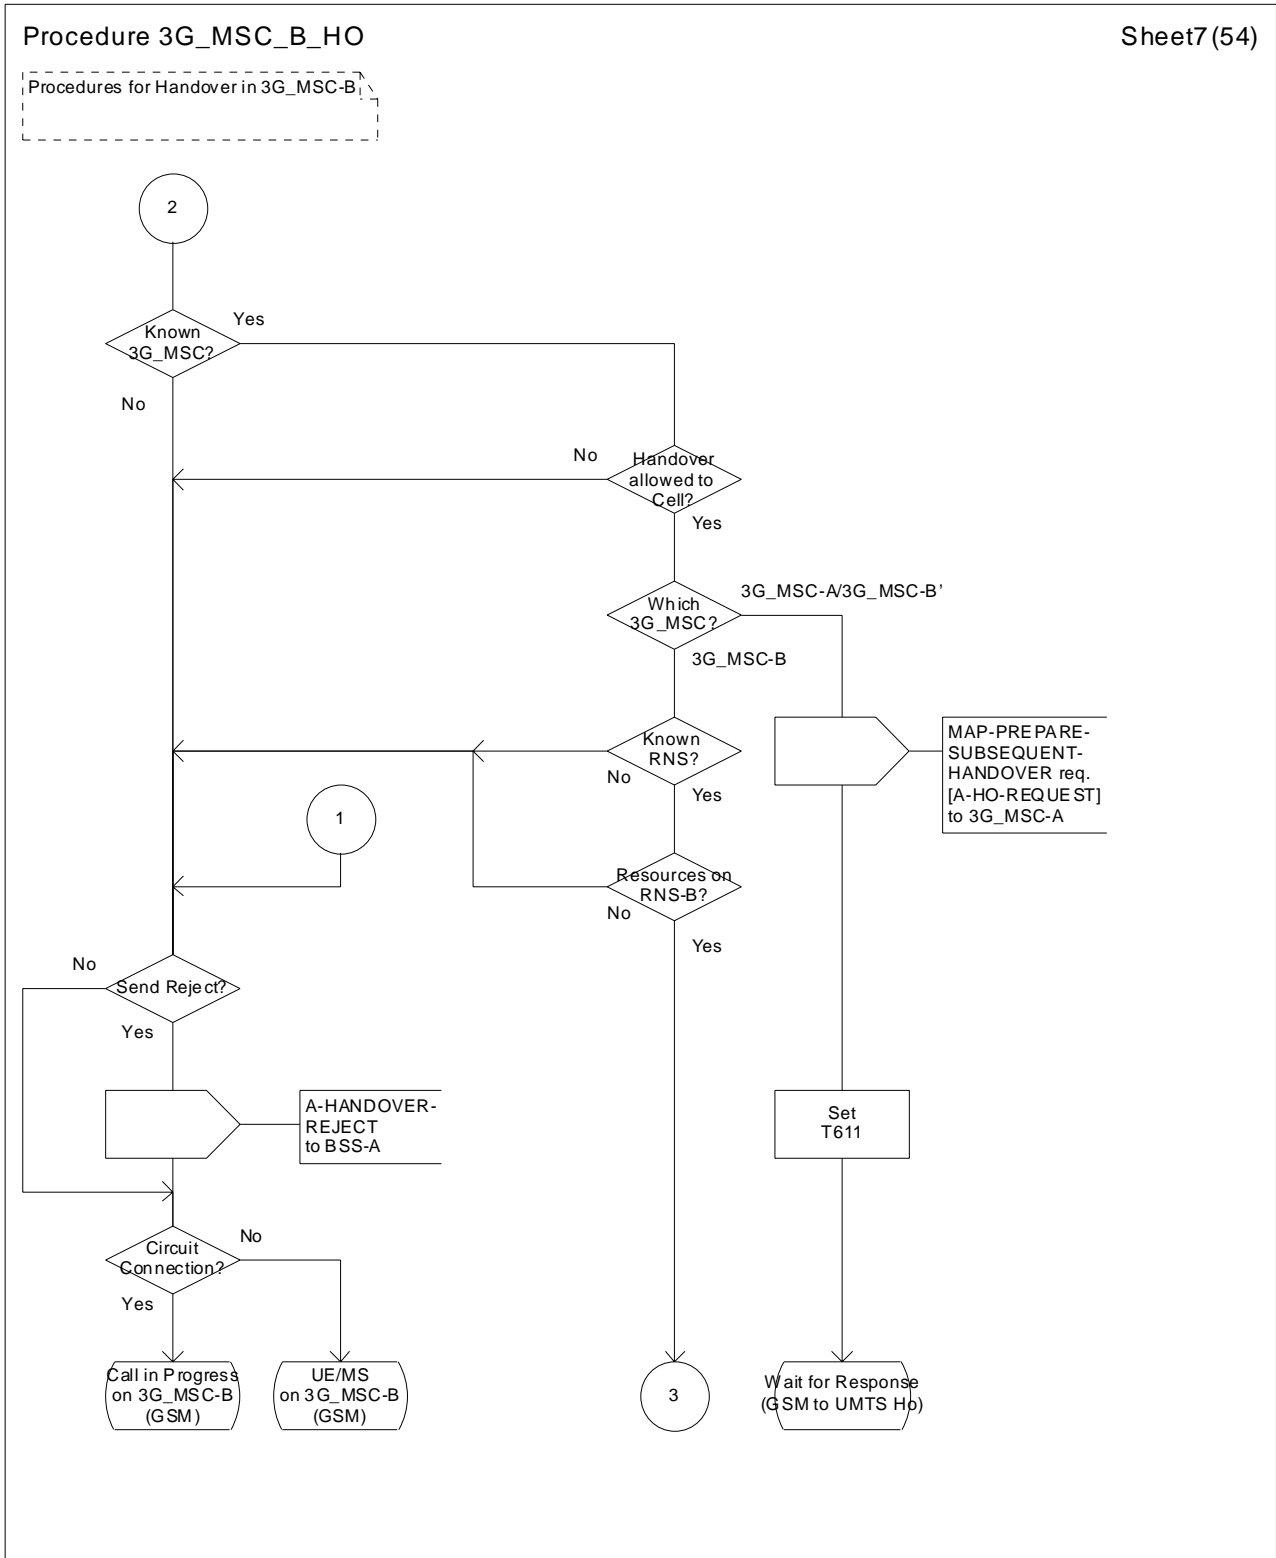 Procedure 3G_MSC_B_HO
Sheet7(54)
Procedures for Handover in 3G_MSC-B
2
Yes
Known
3G_MSC?
No
No
Handover
allowed to
Cell?
Yes
3G_MSC-A/3G_MSC-B'
Which
3G_MSC?
3G_MSC-B
MAP-PREPARE-
SUBSEQUENT-
HANDOVER req.
[A-HO-REQUEST]
to 3G_MSC-A
Known
RNS?
No
Yes
1
Resources on
RNS-B?
No
Yes
No
Send Reject?
Yes
A-HANDOVER-
REJECT
to BSS-A
Set
T611
No
Circuit
Connection?
Yes
Call in Progress
on 3G_MSC-B
(GSM)
UE/MS
on 3G_MSC-B
(GSM)
3
Wait for Response
(GSM to UMTS Ho)